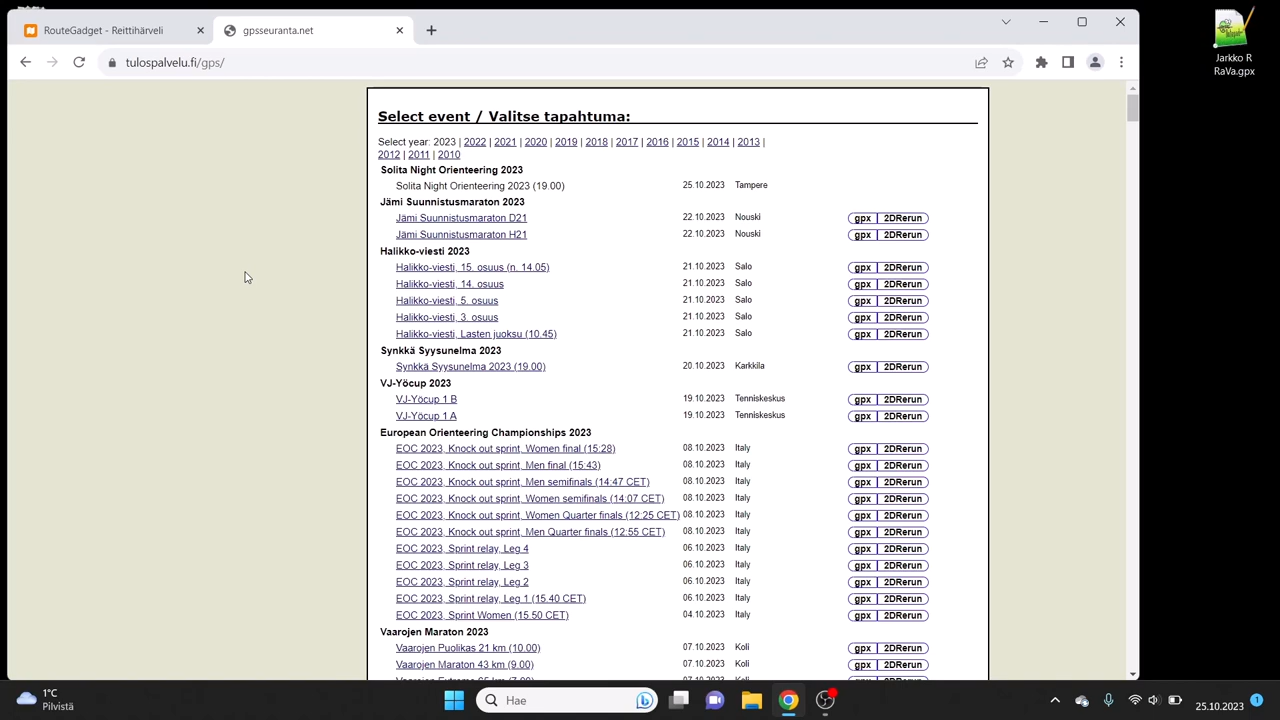 RouteGadget - Reittihärveli
gpsseuranta.net
tulospalvelu.fi/gps/
Jarkko R
RaVa.gpx
Select event / Valitse tapahtuma:
Select year: 2023 | 2022 | 2021 | 2020 | 2019 | 2018 | 2017 | 2016 | 2015 | 2014 | 2013 |
2012 | 2011 | 2010
Solita Night Orienteering 2023
Solita Night Orienteering 2023 (19.00) 25.10.2023 Tampere
Jämi Suunnistusmaraton 2023
Jämi Suunnistusmaraton D21 22.10.2023 Nouski gpx 2DRerun
Jämi Suunnistusmaraton H21 22.10.2023 Nouski gpx 2DRerun
Halikko-viesti 2023
Halikko-viesti, 15. osuus (n. 14.05) 21.10.2023 Salo gpx 2DRerun
Halikko-viesti, 14. osuus 21.10.2023 Salo gpx 2DRerun
Halikko-viesti, 5. osuus 21.10.2023 Salo gpx 2DRerun
Halikko-viesti, 3. osuus 21.10.2023 Salo gpx 2DRerun
Halikko-viesti, Lasten juoksu (10.45) 21.10.2023 Salo gpx 2DRerun
Synkkä Syysunelma 2023
Synkkä Syysunelma 2023 (19.00) 20.10.2023 Karkkila gpx 2DRerun
VJ-Yöcup 2023
VJ-Yöcup 1 B 19.10.2023 Tenniskeskus gpx 2DRerun
VJ-Yöcup 1 A 19.10.2023 Tenniskeskus gpx 2DRerun
European Orienteering Championships 2023
EOC 2023, Knock out sprint, Women final (15:28) 08.10.2023 Italy gpx 2DRerun
EOC 2023, Knock out sprint, Men final (15:43) 08.10.2023 Italy gpx 2DRerun
EOC 2023, Knock out sprint, Men semifinals (14:47 CET) 08.10.2023 Italy gpx 2DRerun
EOC 2023, Knock out sprint, Women semifinals (14:07 CET) 08.10.2023 Italy gpx 2DRerun
EOC 2023, Knock out sprint, Women Quarter finals (12:25 CET) 08.10.2023 Italy gpx 2DRerun
EOC 2023, Knock out sprint, Men Quarter finals (12:55 CET) 08.10.2023 Italy gpx 2DRerun
EOC 2023, Sprint relay, Leg 4 06.10.2023 Italy gpx 2DRerun
EOC 2023, Sprint relay, Leg 3 06.10.2023 Italy gpx 2DRerun
EOC 2023, Sprint relay, Leg 2 06.10.2023 Italy gpx 2DRerun
EOC 2023, Sprint relay, Leg 1 (15.40 CET) 06.10.2023 Italy gpx 2DRerun
EOC 2023, Sprint Women (15.50 CET) 04.10.2023 Italy gpx 2DRerun
Vaarojen Maraton 2023
Vaarojen Puolikas 21 km (10.00) 07.10.2023 Koli gpx 2DRerun
Vaarojen Maraton 43 km (9.00) 07.10.2023 Koli gpx 2DRerun
1°C
Pilvistä
Hae
25.10.2023
1